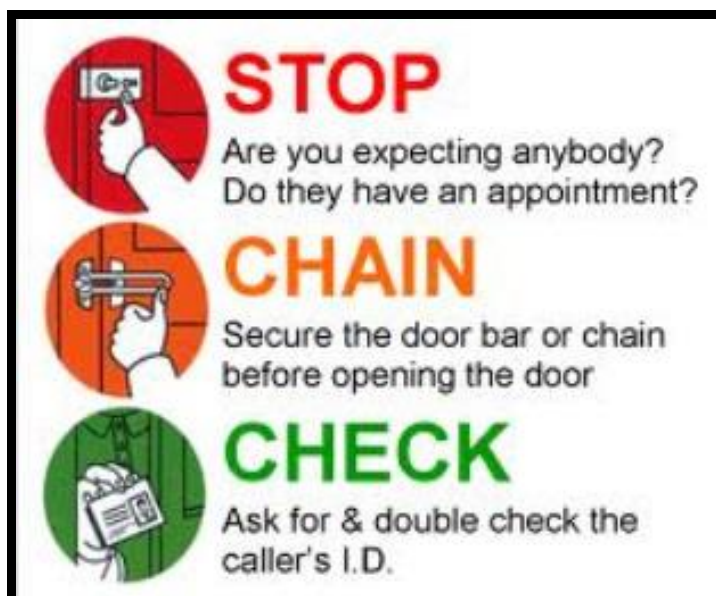 STOP
Are you expecting anybody?
Do they have an appointment?
CHAIN
Secure the door bar or chain
before opening the door
CHECK
Ask for & double check the
caller's I.D.